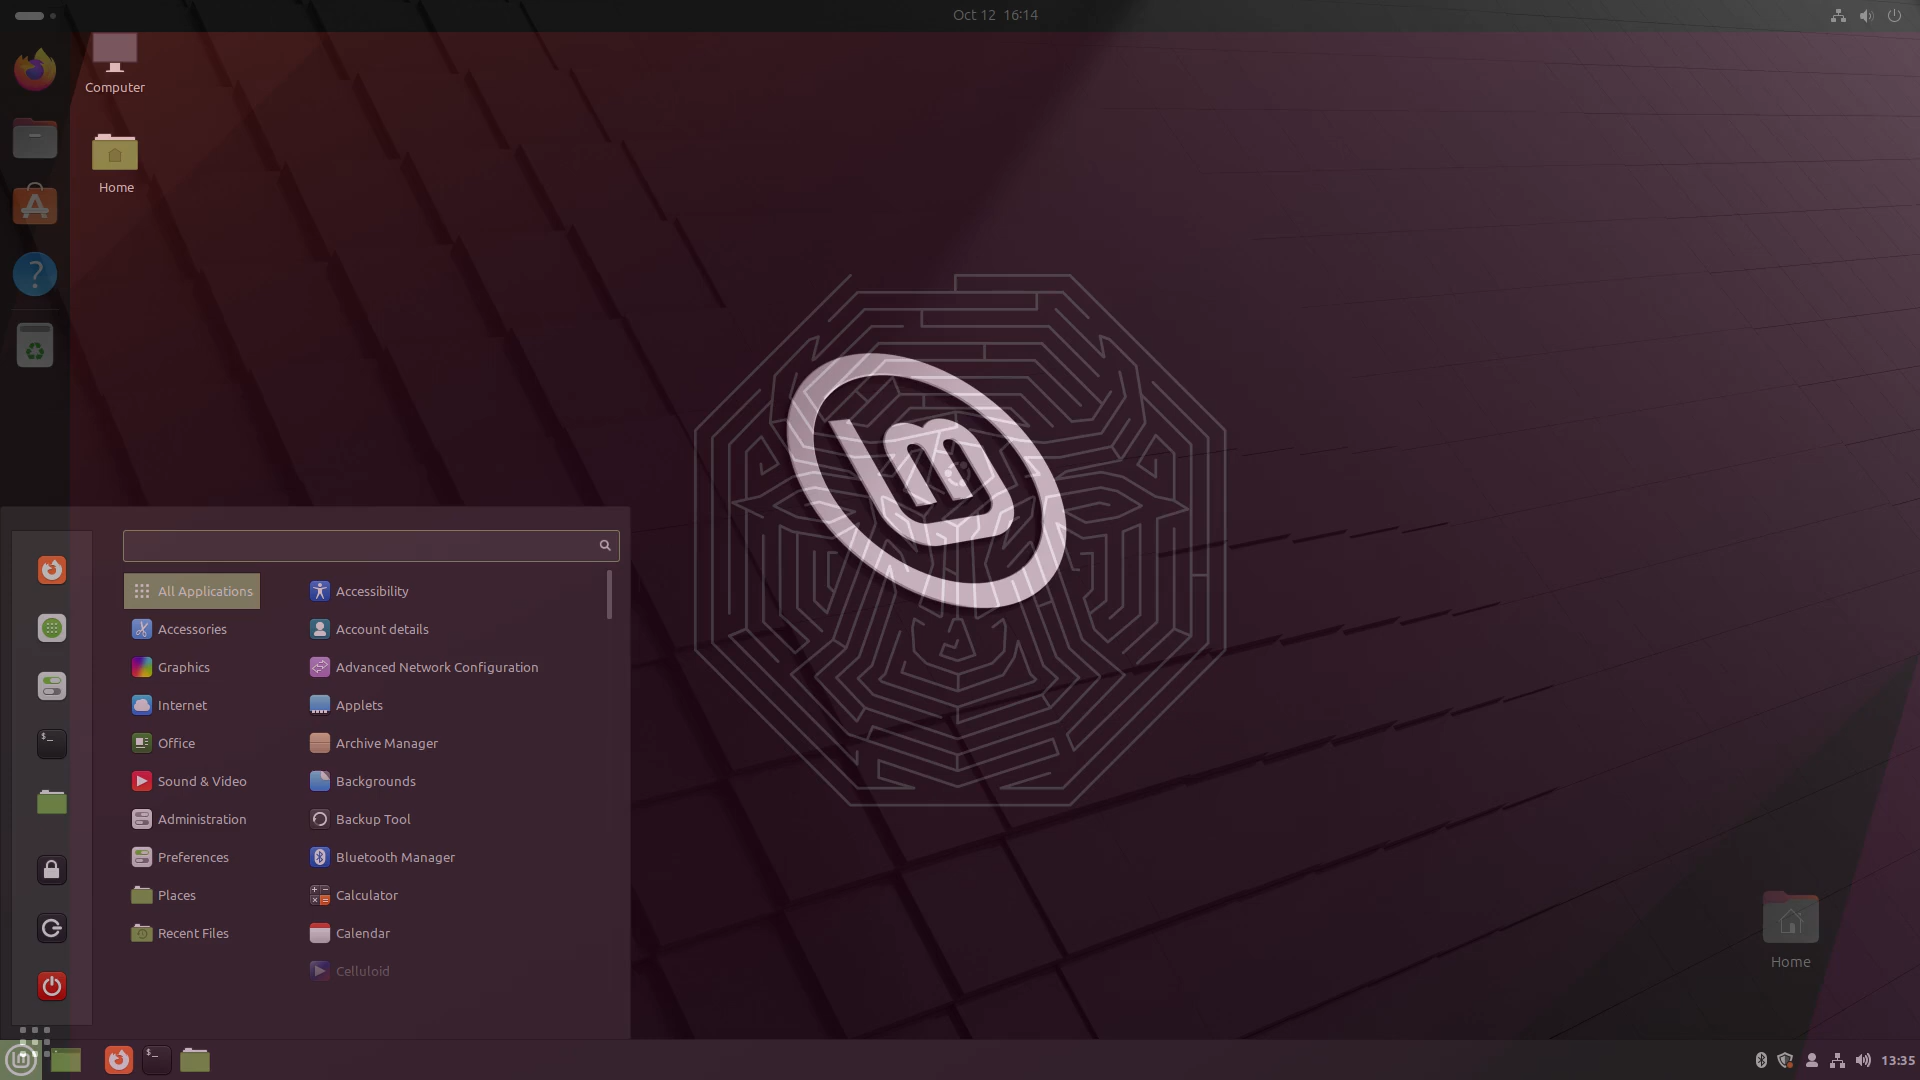 Oct 12 16:14
Computer
Home
All Applications
Accessories
Graphics
Internet
Office
Sound & Video
Administration
Preferences
Places
Recent Files
Accessibility
Account details
Advanced Network Configuration
Applets
Archive Manager
Backgrounds
Backup Tool
Bluetooth Manager
Calculator
Calendar
Celluloid
Home
13:35